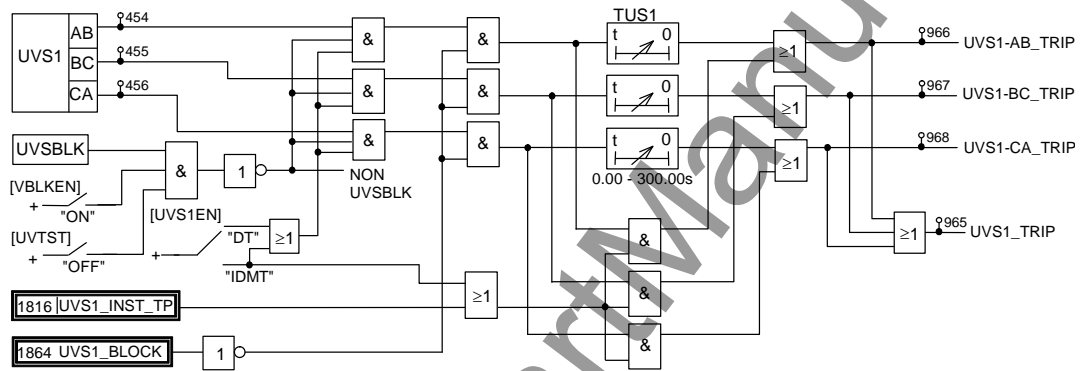 TUS1
UVS1
AB
BC
CA
454
455
456
&
&
&
&
&
&
t 0
t 0
t 0
0.00 - 300.00s
≥1
≥1
≥1
966
967
968
UVS1-AB_TRIP
UVS1-BC_TRIP
UVS1-CA_TRIP
UVSBLK
&
1
NON
UVSBLK
[VBLKEN]
+
"ON"
[UVTST]
+
"OFF"
[UVS1EN]
+
"DT"
"IDMT"
≥1
&
&
&
≥1
965
UVS1_TRIP
1816 UVS1_INST_TP
≥1
1864 UVS1_BLOCK
1